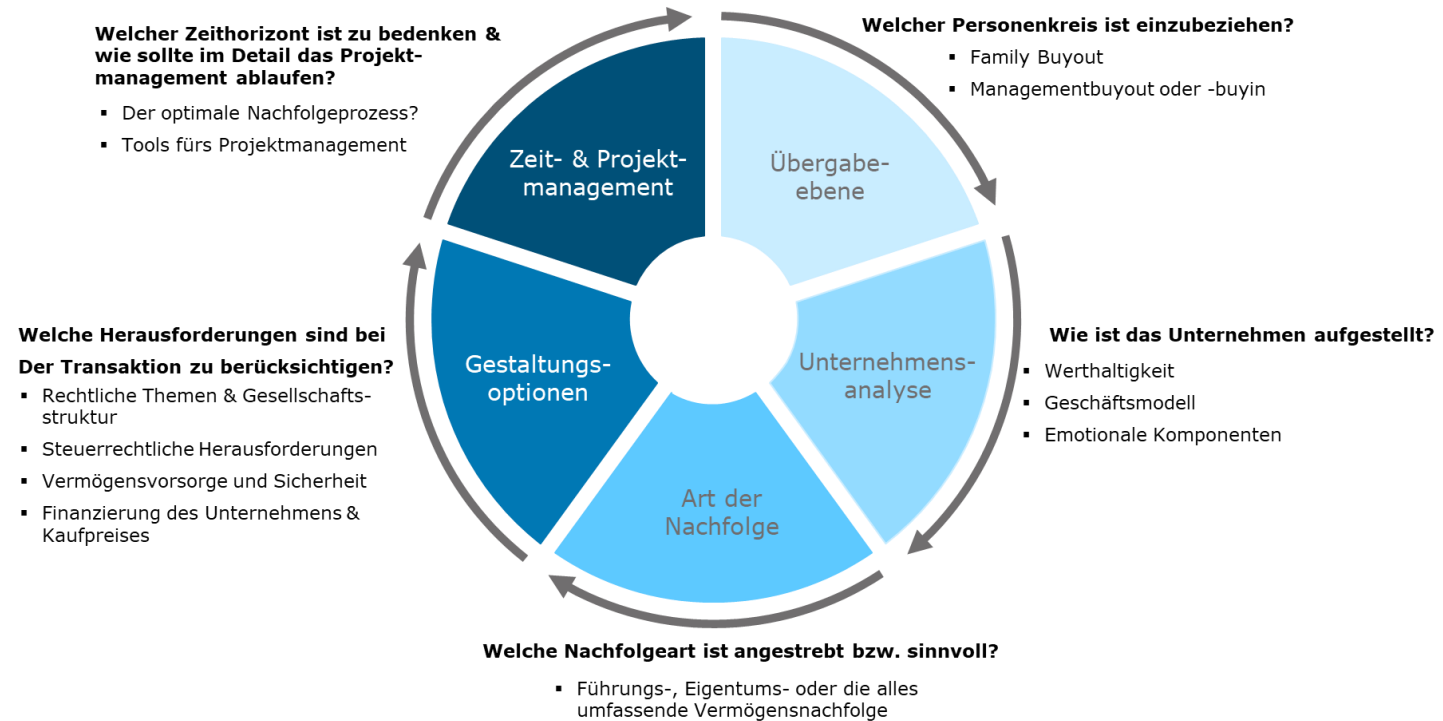 Welcher Zeithorizont ist zu bedenken &
wie sollte im Detail das Projekt-
management ablaufen?
▪ Der optimale Nachfolgeprozess?
▪ Tools fürs Projektmanagement
Welcher Personenkreis ist einzubeziehen?
▪ Family Buyout
▪ Managementbuyout oder -buyin
Zeit- & Projekt-
management
Übergabe-
ebene
Welche Herausforderungen sind bei
Der Transaktion zu berücksichtigen?
▪ Rechtliche Themen & Gesellschafts-
struktur
▪ Steuerrechtliche Herausforderungen
▪ Vermögensvorsorge und Sicherheit
▪ Finanzierung des Unternehmens &
Kaufpreises
Gestaltungs-
optionen
Unternehmens-
analyse
Wie ist das Unternehmen aufgestellt?
▪ Werthaltigkeit
▪ Geschäftsmodell
▪ Emotionale Komponenten
Art der
Nachfolge
Welche Nachfolgeart ist angestrebt bzw. sinnvoll?
▪ Führungs-, Eigentums- oder die alles
umfassende Vermögensnachfolge